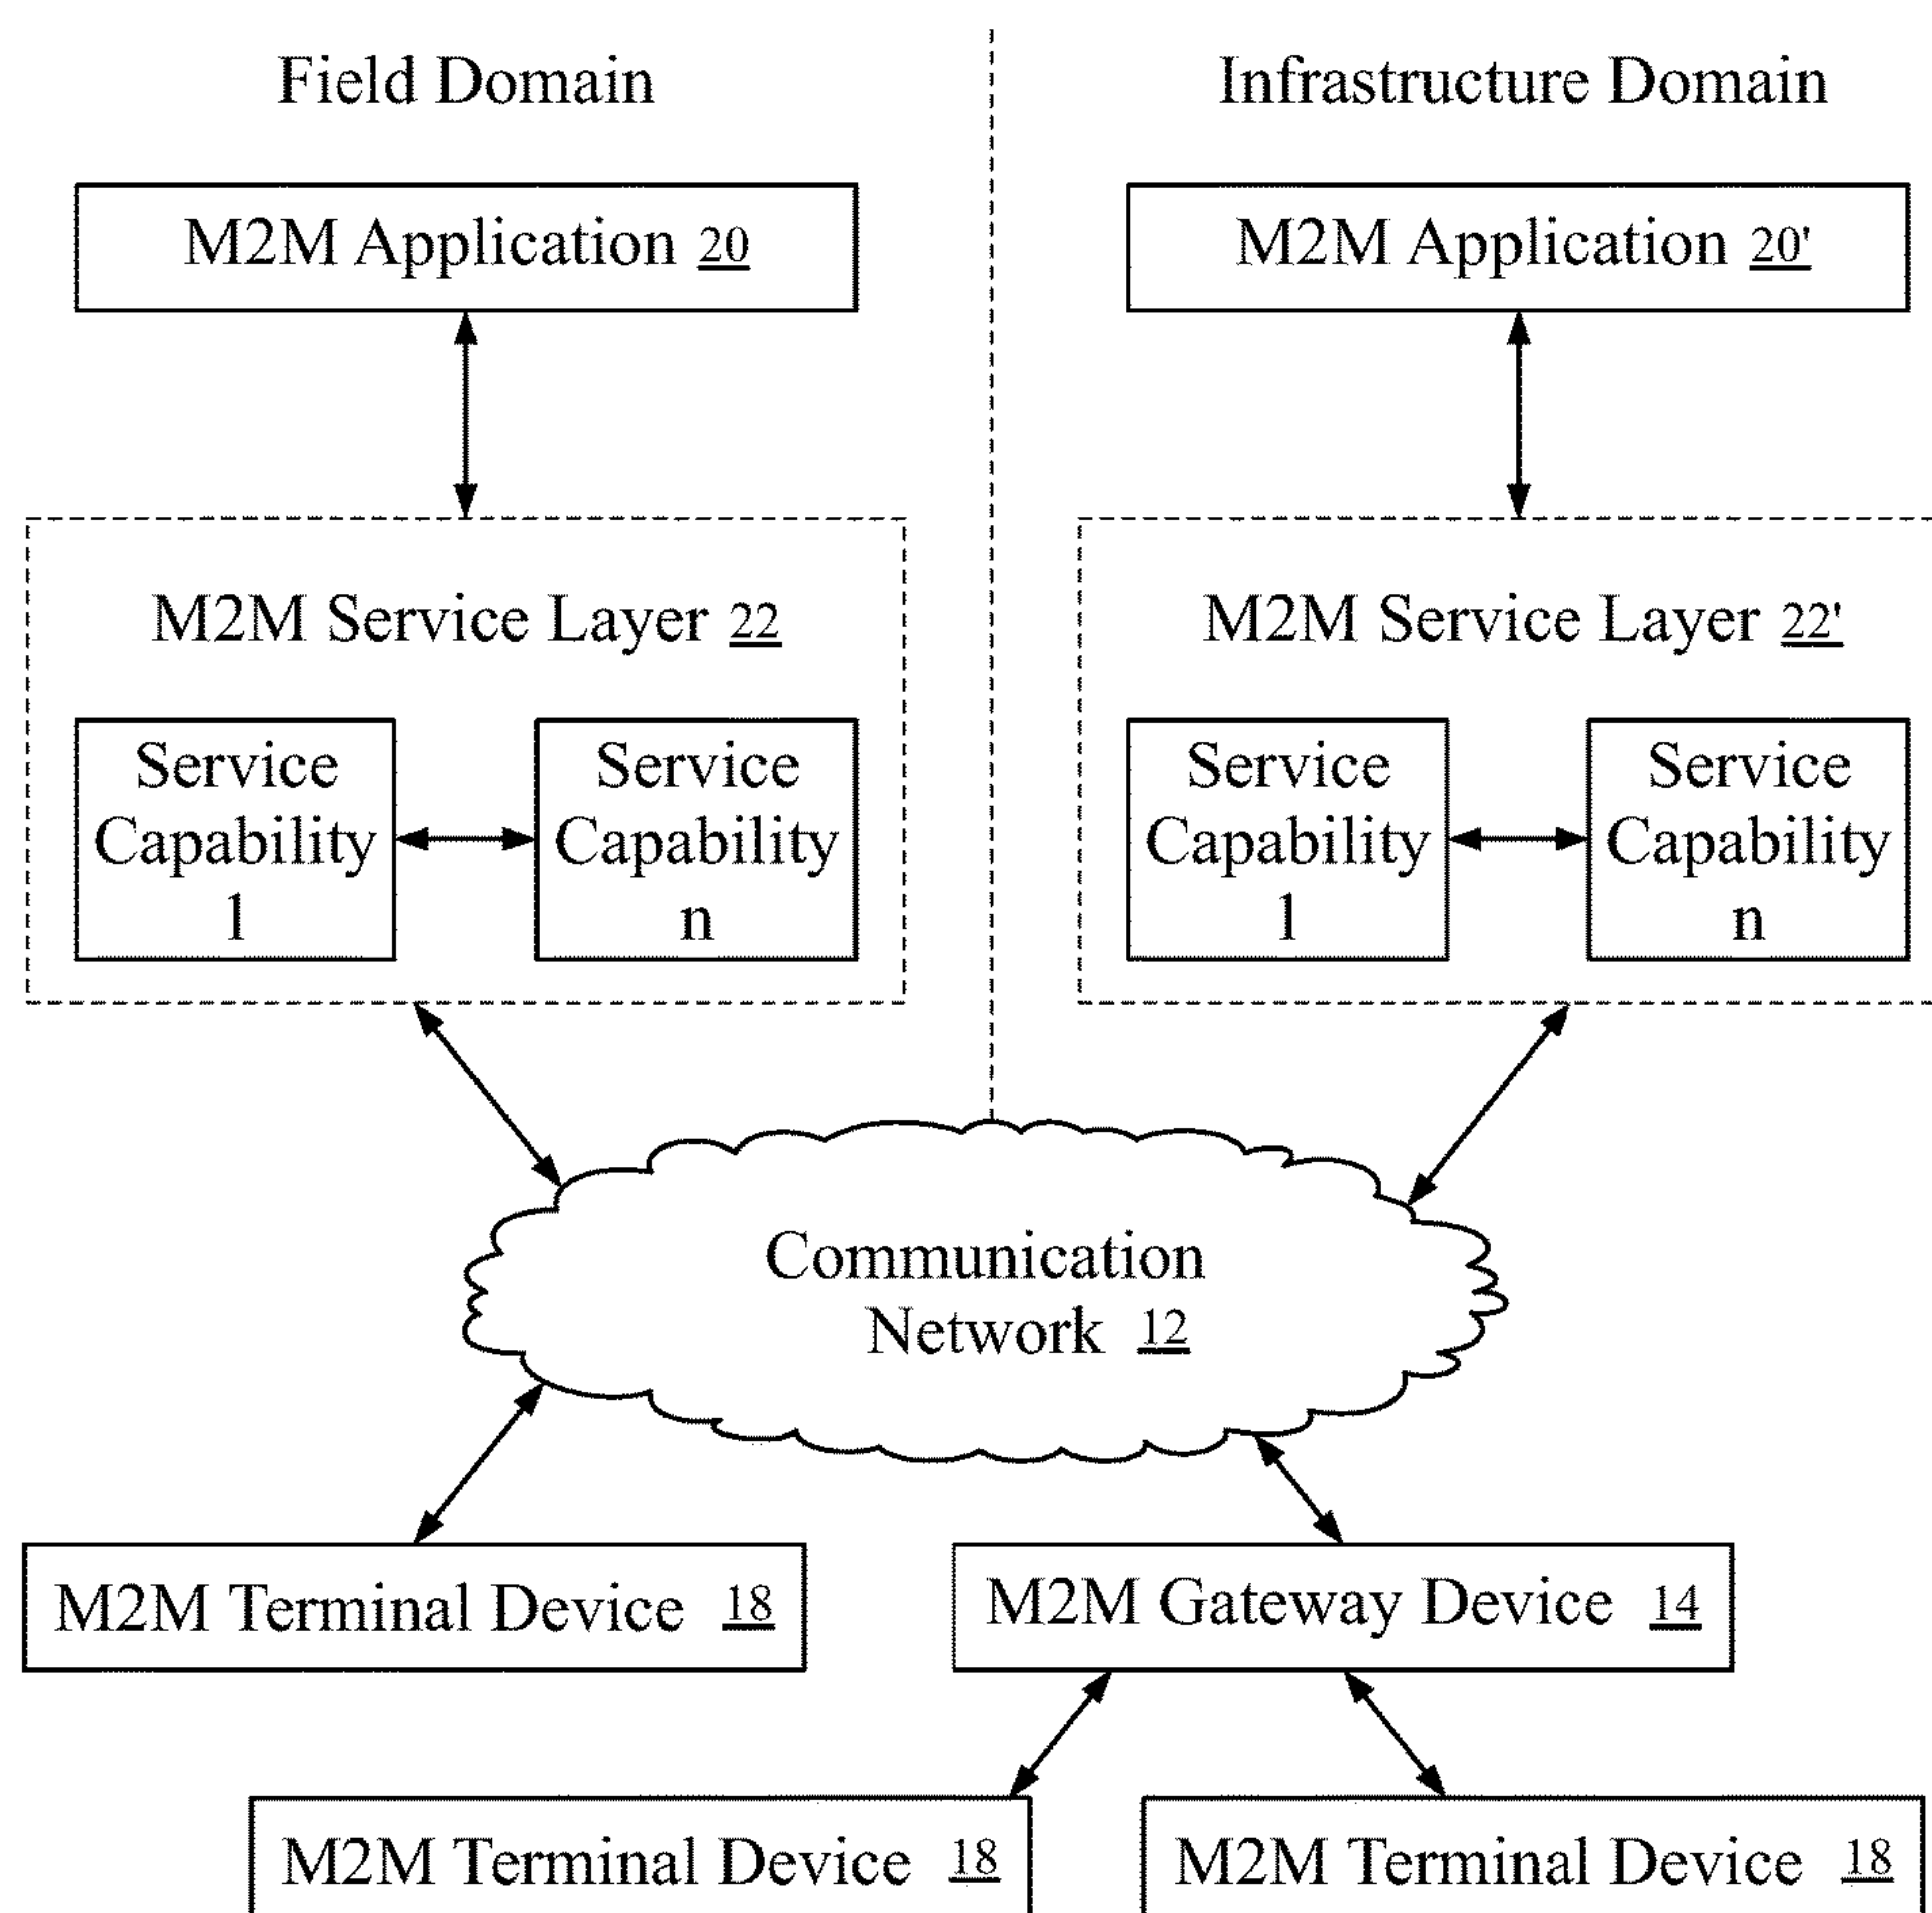 Field Domain
Infrastructure Domain
M2M Application 20
M2M Application 20'
M2M Service Layer 22
M2M Service Layer 22'
Service
Capability
1
Service
Capability
n
Service
Capability
1
Service
Capability
n
Communication
Network 12
M2M Terminal Device 18
M2M Gateway Device 14
M2M Terminal Device 18
M2M Terminal Device 18